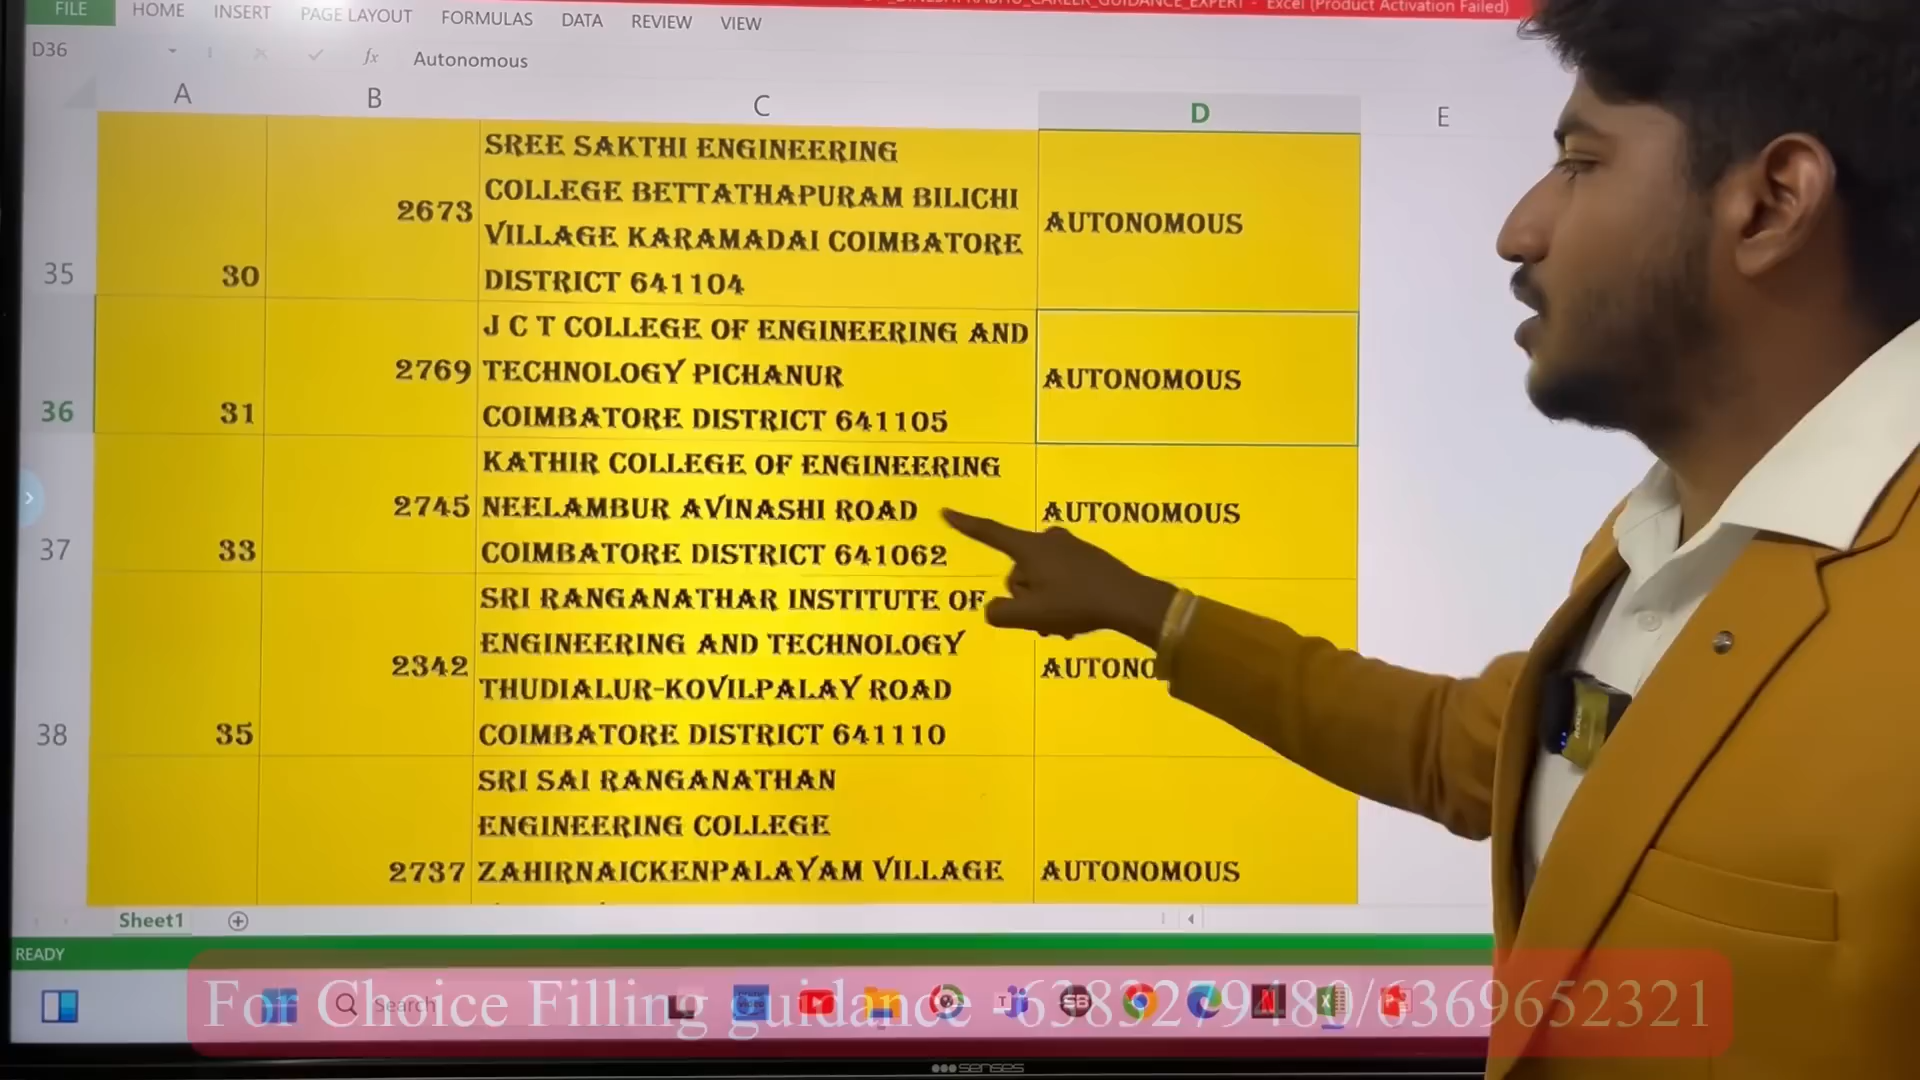 CAREER_GUIDANCE_EXPERT - Excel (Product Activation Failed)
FILE HOME INSERT PAGE LAYOUT FORMULAS DATA REVIEW VIEW
D36 fx Autonomous
A B C D E
35 30 2673 SREE SAKTHI ENGINEERING
COLLEGE BETTATHAPURAM BILICHI
VILLAGE KARAMADAI COIMBATORE
DISTRICT 641104
AUTONOMOUS
36 31 2769 J C T COLLEGE OF ENGINEERING AND
TECHNOLOGY PICHANUR
COIMBATORE DISTRICT 641105
AUTONOMOUS
37 33 2745 KATHIR COLLEGE OF ENGINEERING
NEELAMBUR AVINASHI ROAD
COIMBATORE DISTRICT 641062
AUTONOMOUS
38 35 2342 SRI RANGANATHAR INSTITUTE OF
ENGINEERING AND TECHNOLOGY
THUDIALUR-KOVILPALAY ROAD
COIMBATORE DISTRICT 641110
AUTONO
2737 SRI SAI RANGANATHAN
ENGINEERING COLLEGE
ZAHIRNAICKENPALAYAM VILLAGE
AUTONOMOUS
Sheet1
READY
Search
For Choice Filling guidance - 6383279480/6369652321
senses